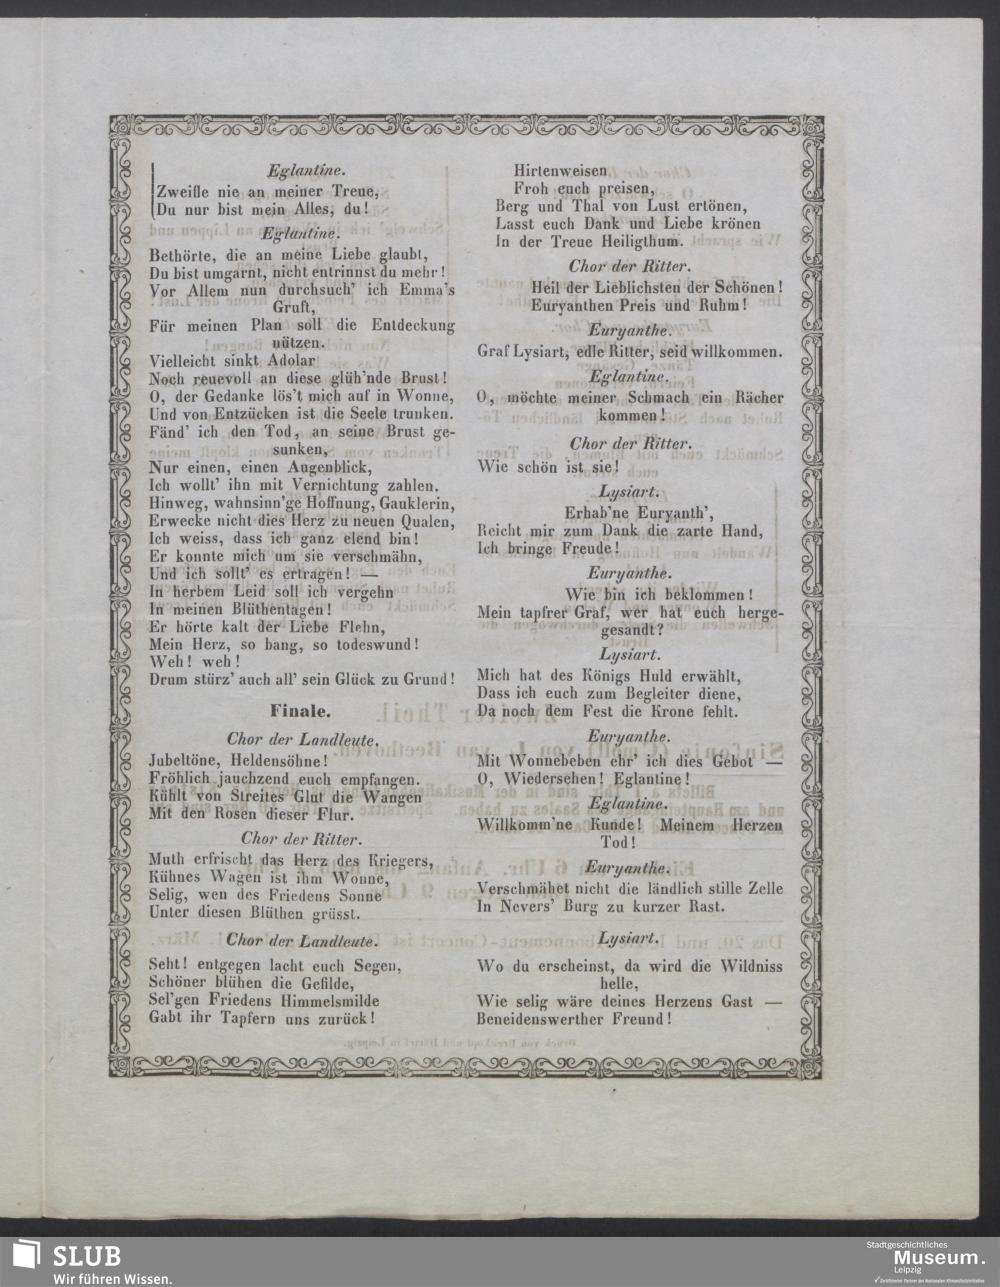 Eglantine.
Zweifle nie an meiner Treue,
Du nur bist mein Alles, du!
Eglantine.
Bethörte, die an meine Liebe glaubt,
Du bist umgarnt, nicht entrinnst du mehr!
Vor Allem nun durchsuch' ich Emma's
Gruft,
Für meinen Plan soll die Entdeckung
nützen.
Vielleicht sinkt Adolar
Noch reuevoll an diese glüh'nde Brust!
O, der Gedanke lös't mich auf in Wonne,
Und von Entzücken ist die Seele trunken.
Fänd' ich den Tod, an seine Brust ge-
sunken,
Nur einen, einen Augenblick,
Ich wollt' ihn mit Vernichtung zahlen.
Hinweg, wahnsinn'ge Hoffnung, Gauklerin,
Erwecke nicht dies Herz zu neuen Qualen,
Ich weiss, dass ich ganz elend bin!
Er konnte mich um sie verschmähn,
Und ich sollt' es ertragen! —
In herbem Leid soll ich vergehn
In meinen Blüthentagen!
Er hörte kalt der Liebe Flehn,
Mein Herz, so bang, so todeswund!
Weh! weh!
Drum stürz' auch all' sein Glück zu Grund!
Finale.
Chor der Landleute.
Jubeltöne, Heldensöhne!
Fröhlich jauchzend euch empfangen.
Kühlt von Streites Glut die Wangen
Mit den Rosen dieser Flur.
Chor der Ritter.
Muth erfrischt das Herz des Kriegers,
Kühnes Wagen ist ihm Wonne,
Selig, wen des Friedens Sonne
Unter diesen Blüthen grüsst.
Chor der Landleute.
Seht! entgegen lacht euch Segen,
Schöner blühen die Gefilde,
Sel'gen Friedens Himmelsmilde
Gabt ihr Tapfern uns zurück!
Hirtenweisen
Froh euch preisen,
Berg und Thal von Lust ertönen,
Lasst euch Dank und Liebe krönen
In der Treue Heiligthum.
Chor der Ritter.
Heil der Lieblichsten der Schönen!
Euryanthen Preis und Ruhm!
Euryanthe.
Graf Lysiart, edle Ritter, seid willkommen.
Eglantine.
O, möchte meiner Schmach ein Rächer
kommen!
Chor der Ritter.
Wie schön ist sie!
Lysiart.
Erhab'ne Euryanth',
Reicht mir zum Dank die zarte Hand,
Ich bringe Freude!
Euryanthe.
Wie bin ich beklommen!
Mein tapfrer Graf, wer hat euch herge-
gesandt?
Lysiart.
Mich hat des Königs Huld erwählt,
Dass ich euch zum Begleiter diene,
Da noch dem Fest die Krone fehlt.
Euryanthe.
Mit Wonnebeben ehr' ich dies Gebot —
O, Wiedersehen! Eglantine!
Eglantine.
Willkomm'ne Kunde! Meinem Herzen
Tod!
Euryanthe.
Verschmähet nicht die ländlich stille Zelle
In Nevers' Burg zu kurzer Rast.
Lysiart.
Wo du erscheinst, da wird die Wildniss
helle,
Wie selig wäre deines Herzens Gast —
Beneidenswerther Freund!
SLUB
Wir führen Wissen.
Stadtgeschichtliches
Museum.
Leipzig
Zertifizierter Partner der Nationalen Klimaschutzinitiative